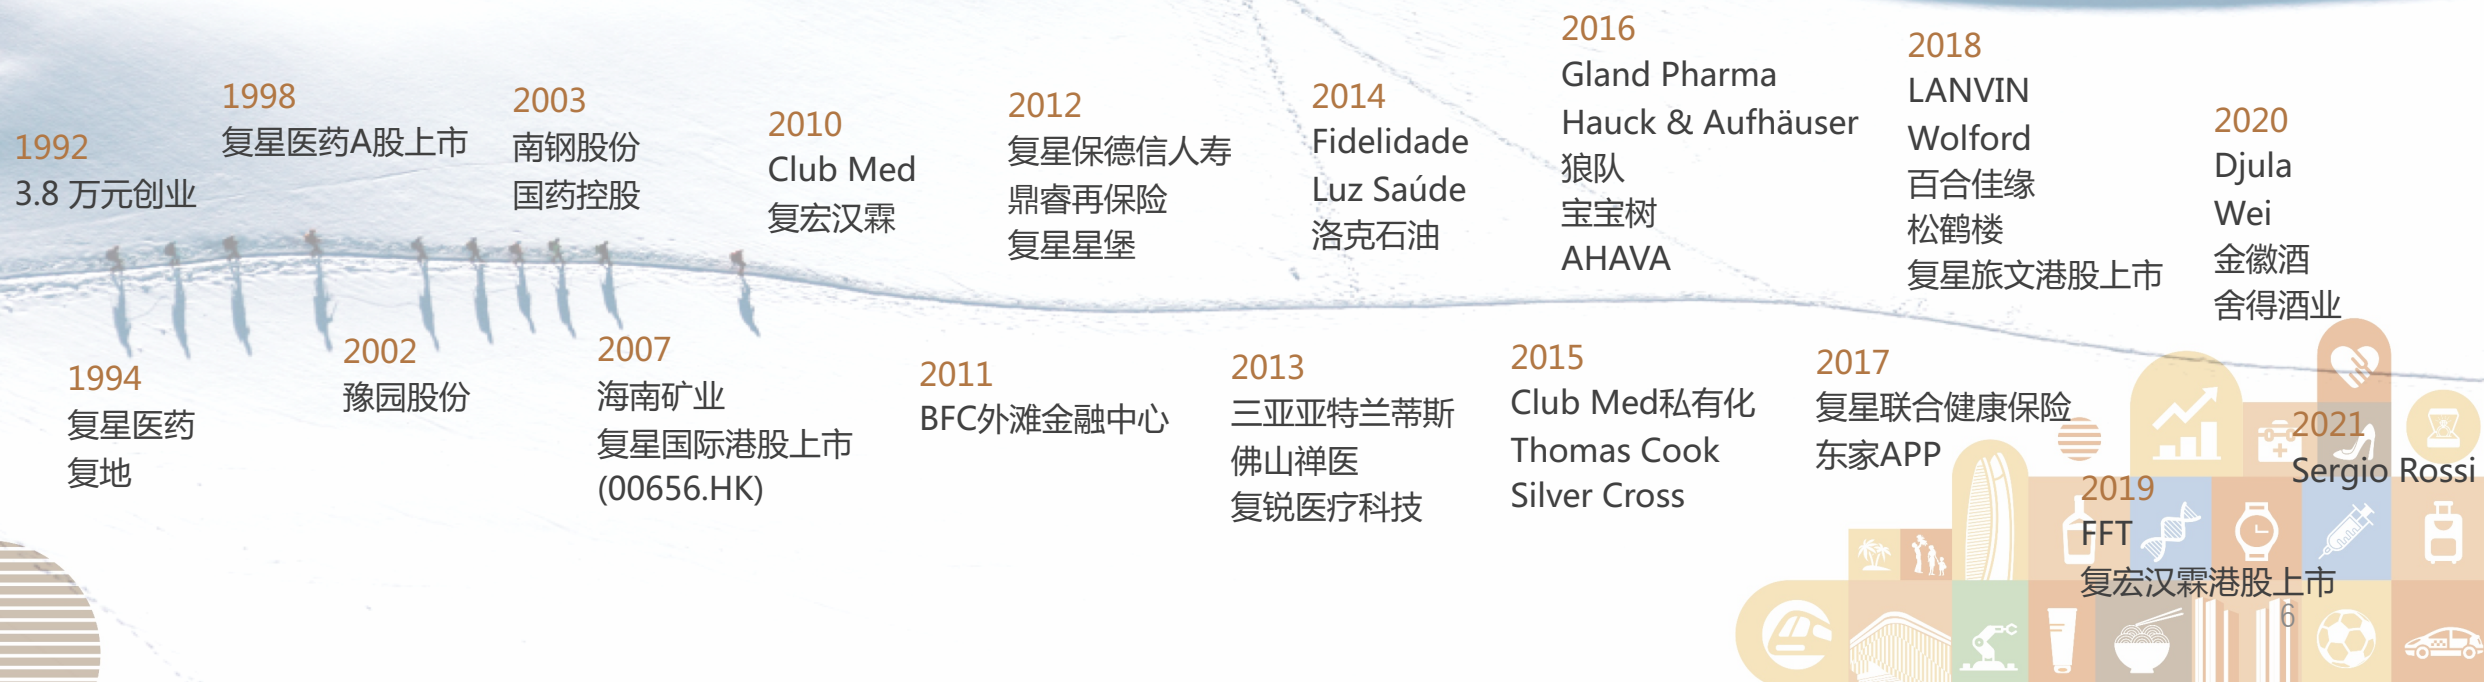 1992
3.8 万元创业
1994
复星医药
复地
1998
复星医药A股上市
2002
豫园股份
2003
南钢股份
国药控股
2007
海南矿业
复星国际港股上市
(00656.HK)
2010
Club Med
复宏汉霖
2011
BFC外滩金融中心
2012
复星保德信人寿
鼎睿再保险
复星星堡
2013
三亚亚特兰蒂斯
佛山禅医
复锐医疗科技
2014
Fidelidade
Luz Saúde
洛克石油
2015
Club Med私有化
Thomas Cook
Silver Cross
2016
Gland Pharma
Hauck & Aufhäuser
狼队
宝宝树
AHAVA
2017
复星联合健康保险
东家APP
2018
LANVIN
Wolford
百合佳缘
松鹤楼
复星旅文港股上市
2019
FFT
复宏汉霖港股上市
2020
Djula
Wei
金徽酒
舍得酒业
2021
Sergio Rossi
6